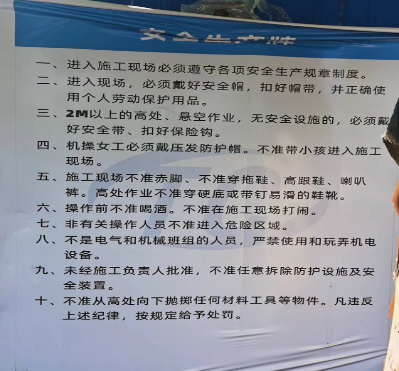 安全生产牌
一、进入施工现场必须遵守各项安全生产规章制度。
二、进入现场，必须戴好安全帽，扣好帽带，并正确使
用个人劳动保护用品。
三、2M以上的高处、悬空作业，无安全设施的，必须戴
好安全带、扣好保险钩。
四、机操女工必须戴压发防护帽。不准带小孩进入施工
现场。
五、施工现场不准赤脚、不准穿拖鞋、高跟鞋、喇叭
裤。高处作业不准穿硬底或带钉易滑的鞋靴。
六、操作前不准喝酒。不准在施工现场打闹。
七、非有关操作人员不准进入危险区域。
八、不是电气和机械班组的人员，严禁使用和玩弄机电
设备。
九、未经施工负责人批准，不准任意拆除防护设施及安
全装置。
十、不准从高处向下抛掷任何材料工具等物件。凡违反
上述纪律，按规定给予处罚。